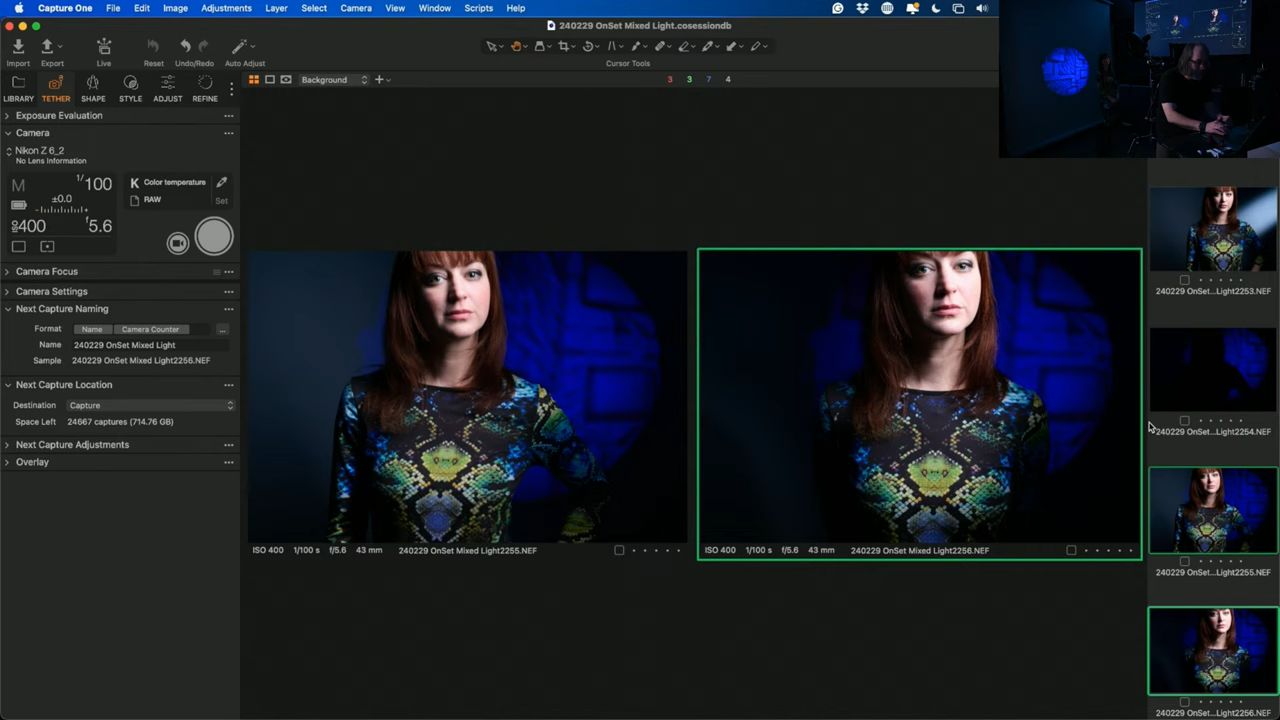 Capture One File Edit Image Adjustments Layer Select Camera View Window Scripts Help
240229 OnSet Mixed Light.cosessiondb
Import Export Live Reset Undo/Redo Auto Adjust Cursor Tools
LIBRARY TETHER SHAPE STYLE ADJUST REFINE
Background
3 3 7 4
Exposure Evaluation
Camera
Nikon Z 6_2
No Lens Information
M 1/100
K Color temperature
±0.0
RAW
Set
ISO 400 f5.6
Camera Focus
Camera Settings
Next Capture Naming
Format Name Camera Counter ...
Name 240229 OnSet Mixed Light
Sample 240229 OnSet Mixed Light2256.NEF
Next Capture Location
Destination Capture
Space Left 24667 captures (714.76 GB)
Next Capture Adjustments
Overlay
ISO 400 1/100 s f/5.6 43 mm 240229 OnSet Mixed Light2255.NEF
ISO 400 1/100 s f/5.6 43 mm 240229 OnSet Mixed Light2256.NEF
240229 OnSet...Light2253.NEF
240229 OnSet...Light2254.NEF
240229 OnSet...Light2255.NEF
240229 OnSet...Light2256.NEF